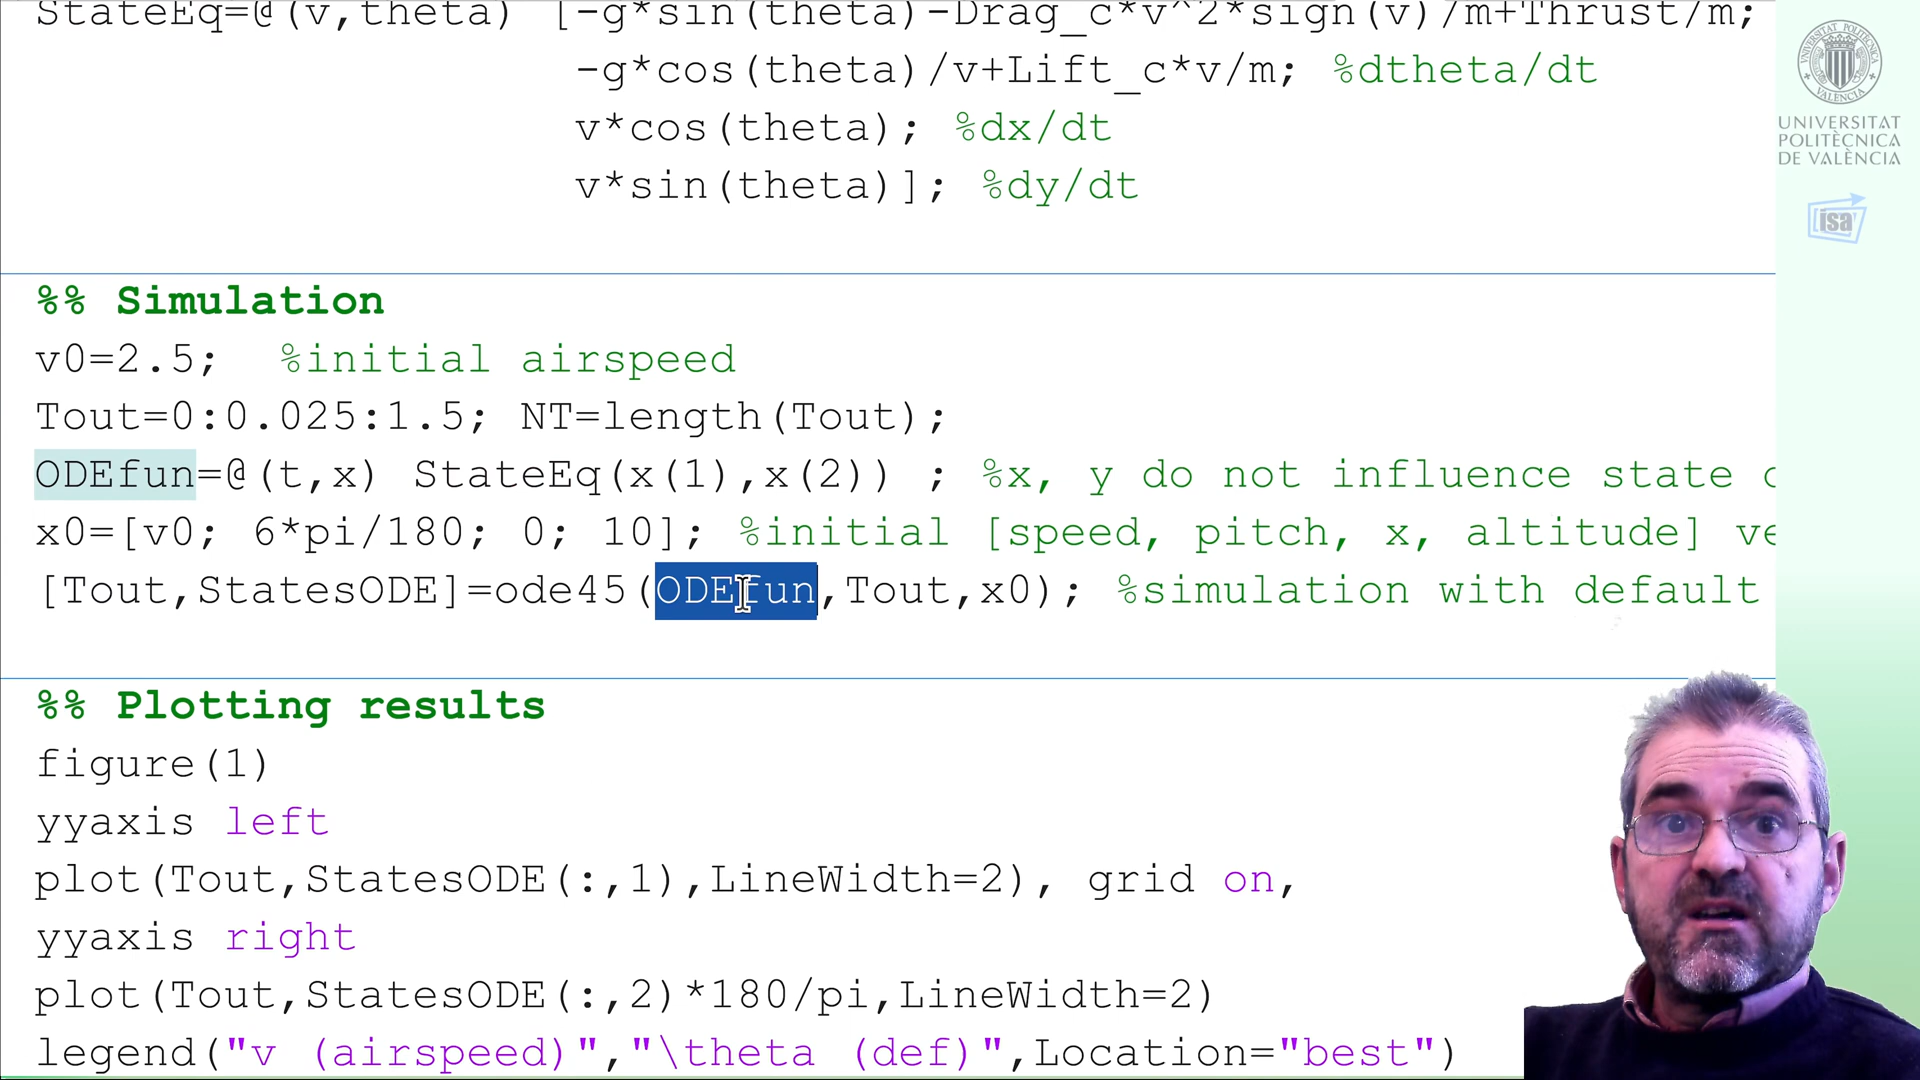 StateEq=@(v,theta) [-g*sin(theta)-Drag_c*v^2*sign(v)/m+Thrust/m;
-g*cos(theta)/v+Lift_c*v/m; %dtheta/dt
v*cos(theta); %dx/dt
v*sin(theta)]; %dy/dt
%% Simulation
v0=2.5;  %initial airspeed
Tout=0:0.025:1.5; NT=length(Tout);
ODEfun=@(t,x) StateEq(x(1),x(2)) ; %x, y do not influence state
x0=[v0; 6*pi/180; 0; 10]; %initial [speed, pitch, x, altitude]
[Tout,StatesODE]=ode45(ODEfun,Tout,x0); %simulation with default
%% Plotting results
figure(1)
yyaxis left
plot(Tout,StatesODE(:,1),LineWidth=2), grid on,
yyaxis right
plot(Tout,StatesODE(:,2)*180/pi,LineWidth=2)
legend("v (airspeed)","\theta (def)",Location="best")
UNIVERSITAT
POLITÈCNICA
DE VALÈNCIA
isa